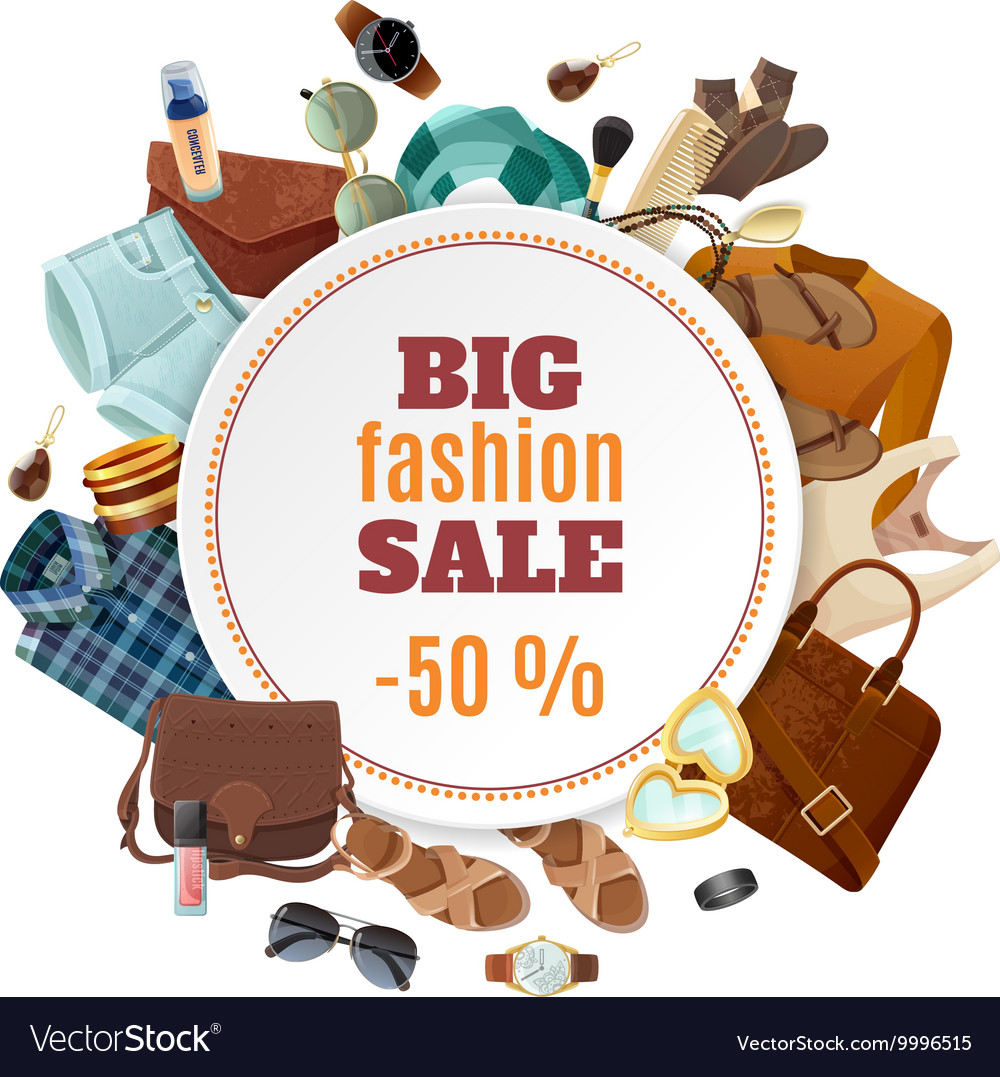 CONCEALER
BIG
fashion
SALE
-50 %
lipstick
VectorStock®
VectorStock.com/9996515